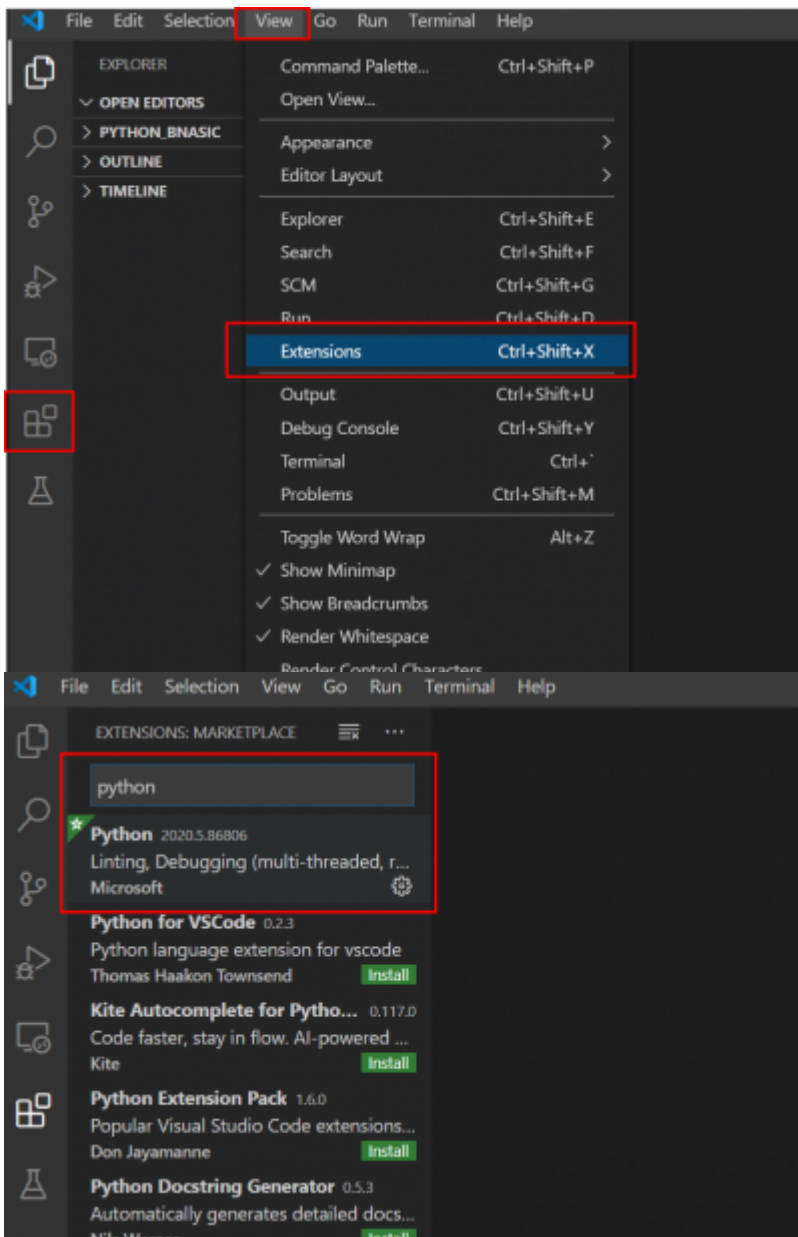 File Edit Selection View Go Run Terminal Help
EXPLORER
OPEN EDITORS
PYTHON_BNASIC
OUTLINE
TIMELINE
Command Palette... Ctrl+Shift+P
Open View...
Appearance
Editor Layout
Explorer Ctrl+Shift+E
Search Ctrl+Shift+F
SCM Ctrl+Shift+G
Run Ctrl+Shift+D
Extensions Ctrl+Shift+X
Output Ctrl+Shift+U
Debug Console Ctrl+Shift+Y
Terminal Ctrl+`
Problems Ctrl+Shift+M
Toggle Word Wrap Alt+Z
Show Minimap
Show Breadcrumbs
Render Whitespace
Render Control Characters
File Edit Selection View Go Run Terminal Help
EXTENSIONS: MARKETPLACE ...
python
Python 2020.5.86806
Linting, Debugging (multi-threaded, r...
Microsoft
Python for VSCode 0.2.3
Python language extension for vscode
Thomas Haakon Townsend Install
Kite Autocomplete for Pytho... 0.117.0
Code faster, stay in flow. AI-powered ...
Kite Install
Python Extension Pack 1.6.0
Popular Visual Studio Code extensions...
Don Jayamanne Install
Python Docstring Generator 0.5.3
Automatically generates detailed docs...
Install